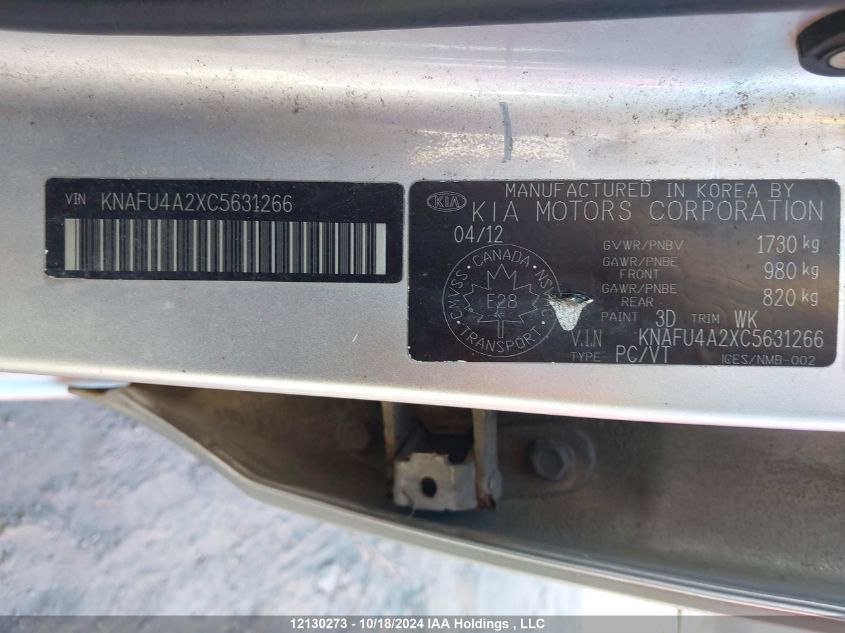 VIN KNAFU4A2XC5631266
MANUFACTURED IN KOREA BY
KIA KIA MOTORS CORPORATION
04/12
GVWR/PNBV 1730 kg
GAWR/PNBE FRONT 980 kg
GAWR/PNBE REAR 820 kg
CANADA
CMVSS
F28
TRANSPORT
PAINT 3D TRIM WK
V.I.N KNAFU4A2XC5631266
TYPE PC/VT ICES/NMB-002
12130273 - 10/18/2024 IAA Holdings, LLC